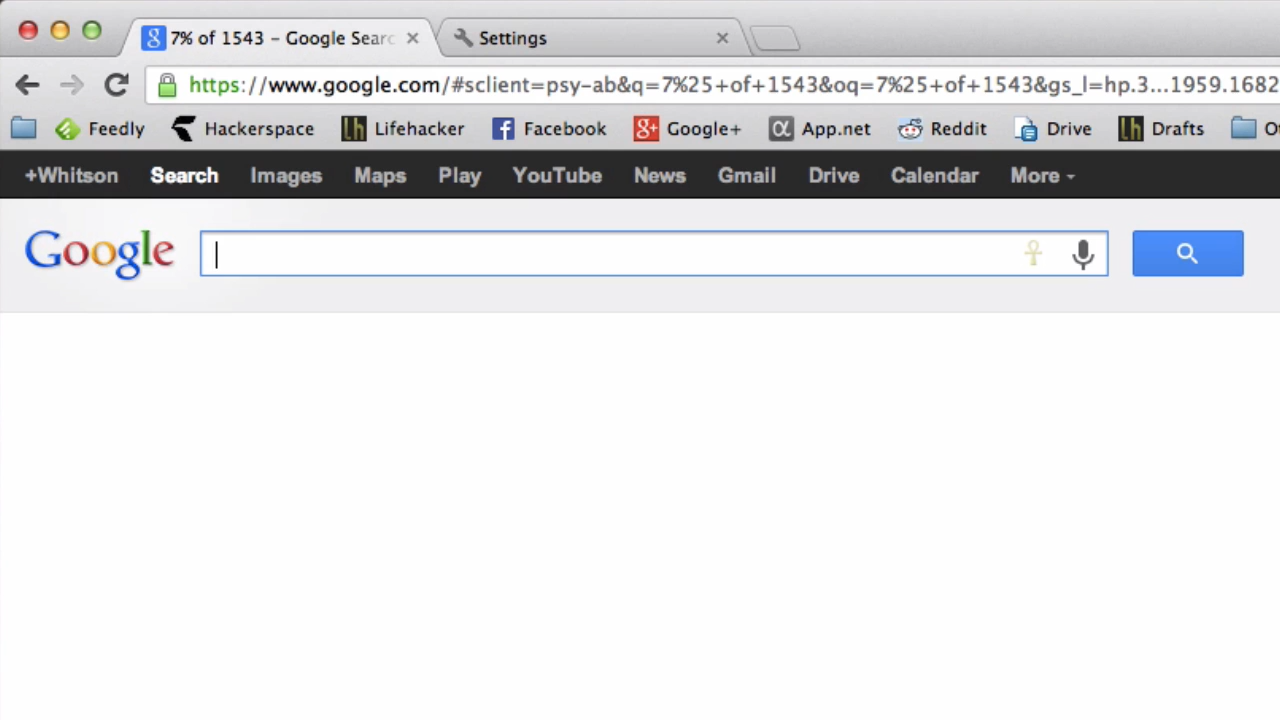 7% of 1543 - Google Searc Settings
https://www.google.com/#sclient=psy-ab&q=7%25+of+1543&oq=7%25+of+1543&gs_l=hp.3...1959.1682
Feedly Hackerspace Lifehacker Facebook Google+ App.net Reddit Drive Drafts
+Whitson Search Images Maps Play YouTube News Gmail Drive Calendar More
Google